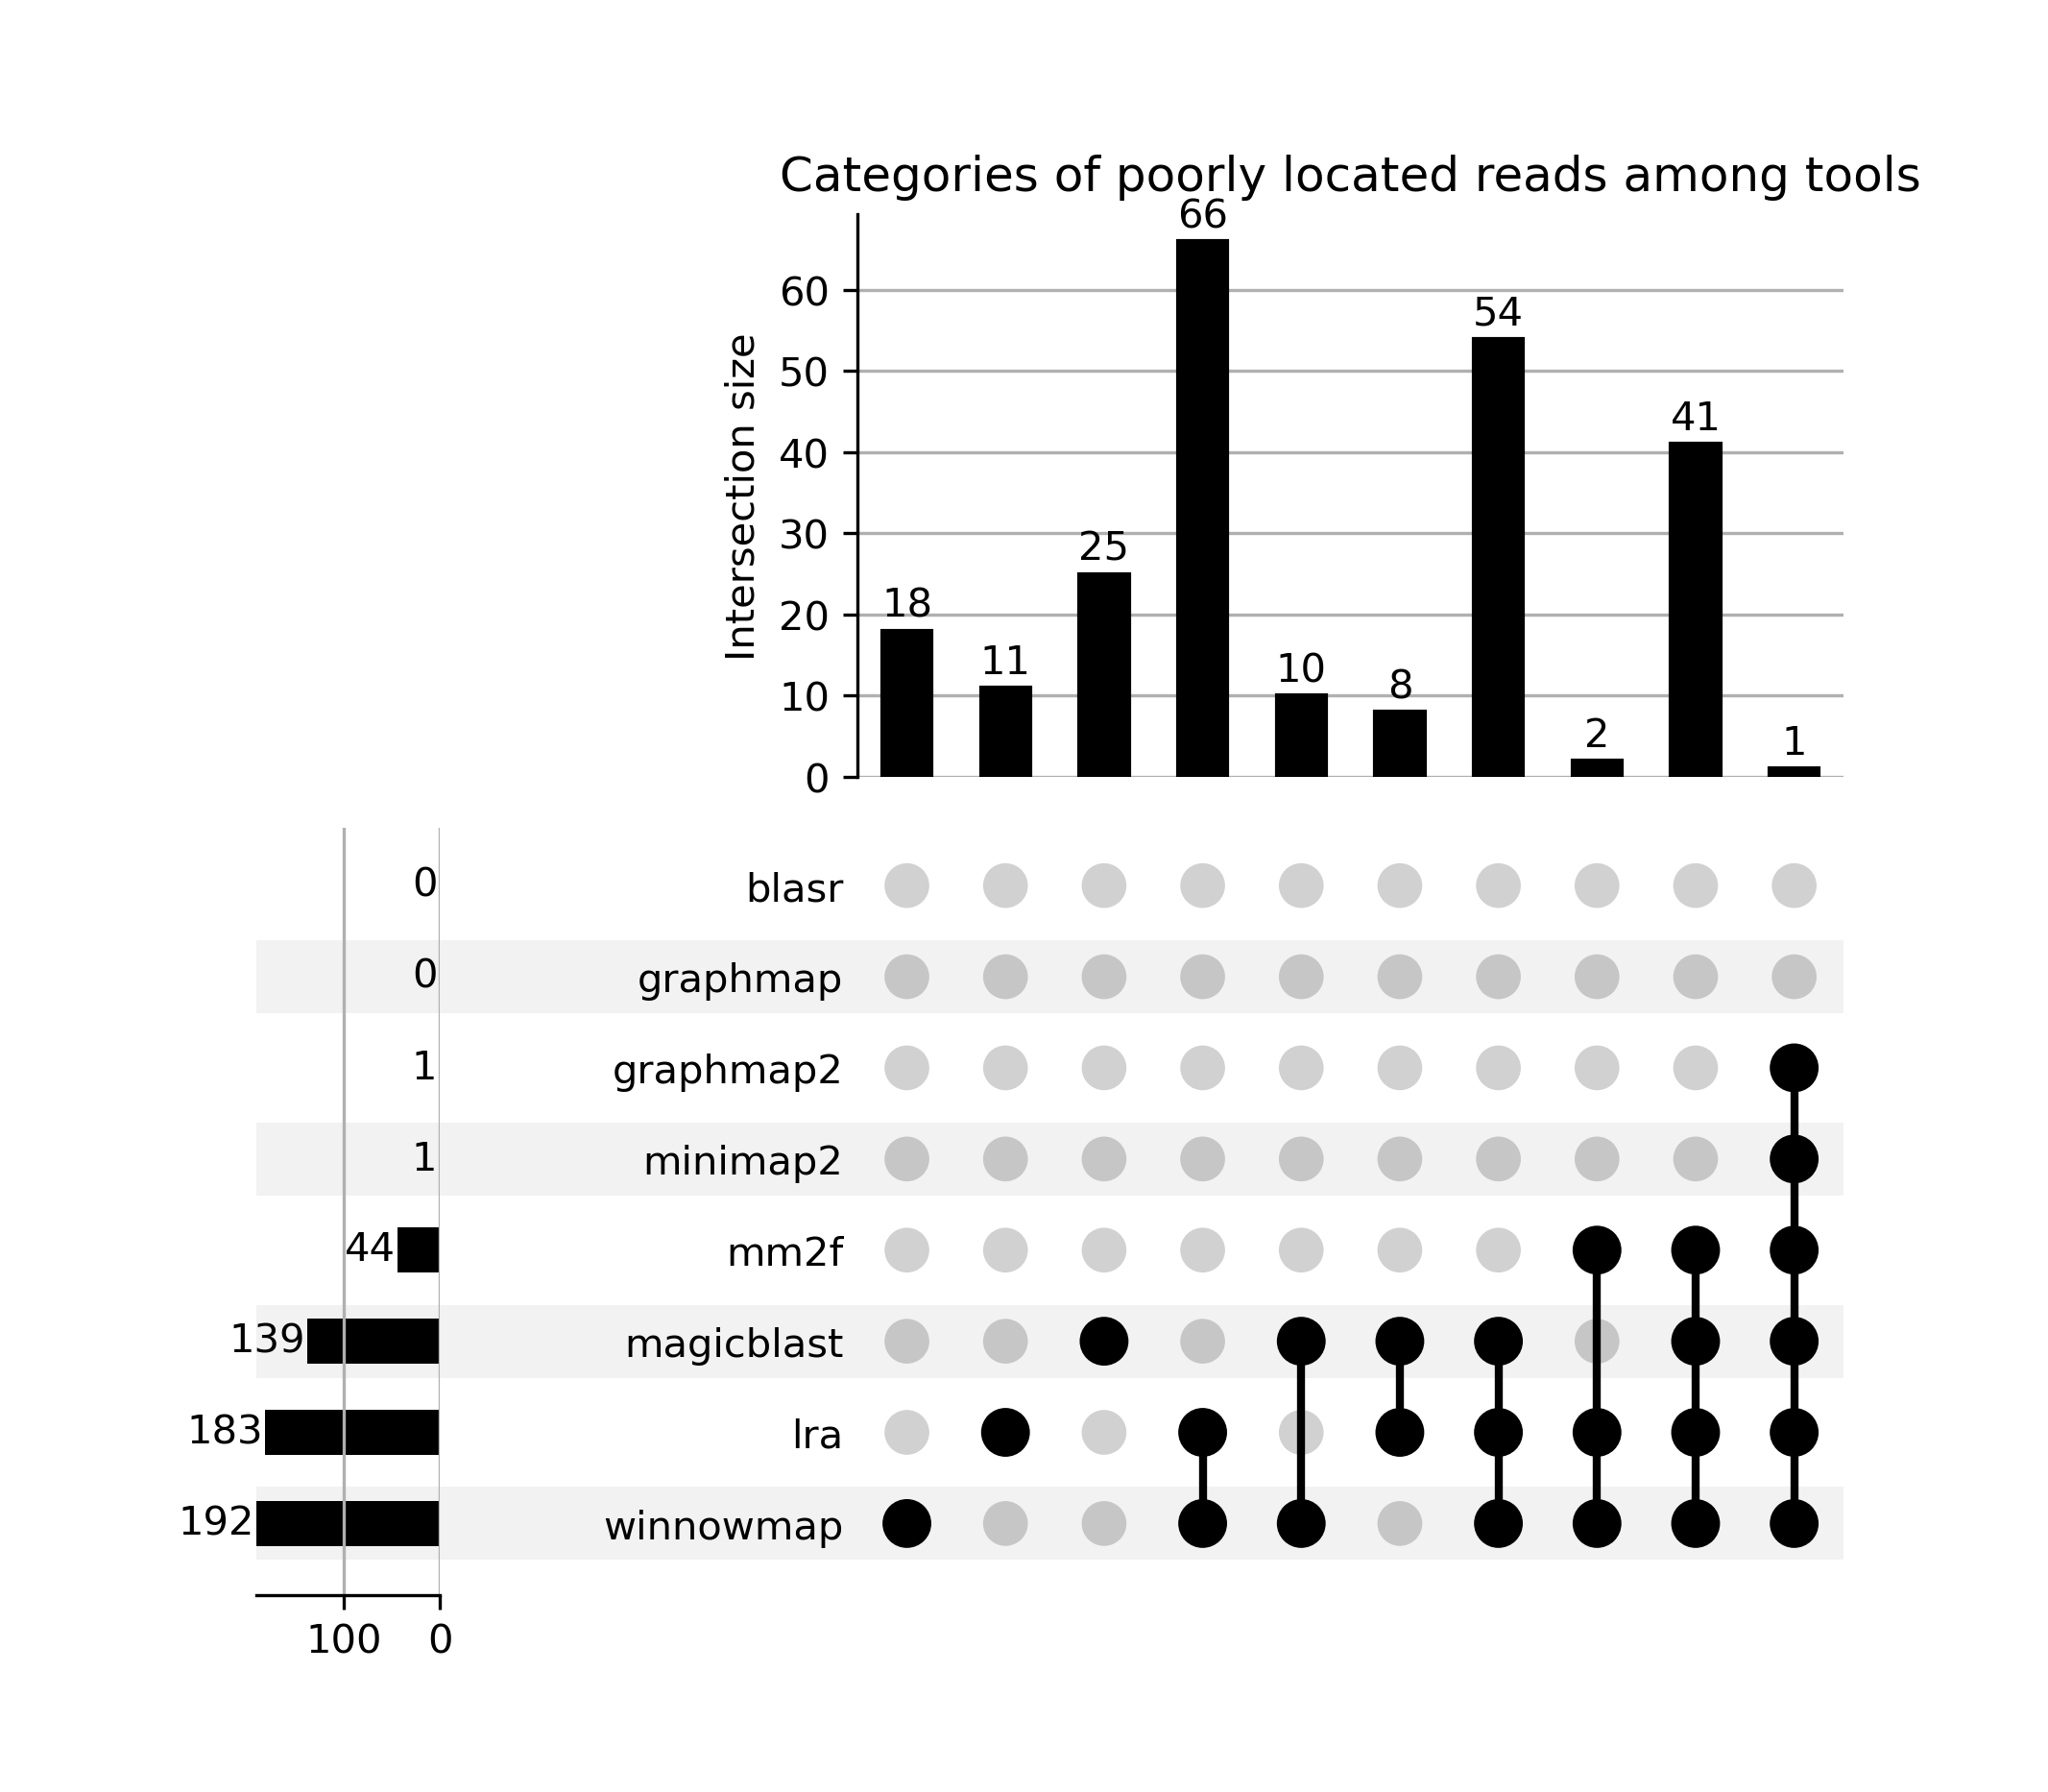 Categories of poorly located reads among tools
66
54
41
25
18
11
10
8
2
1
Intersection size
60
50
40
30
20
10
0
0 blasr
0 graphmap
1 graphmap2
1 minimap2
44 mm2f
139 magicblast
183 lra
192 winnowmap
100 0